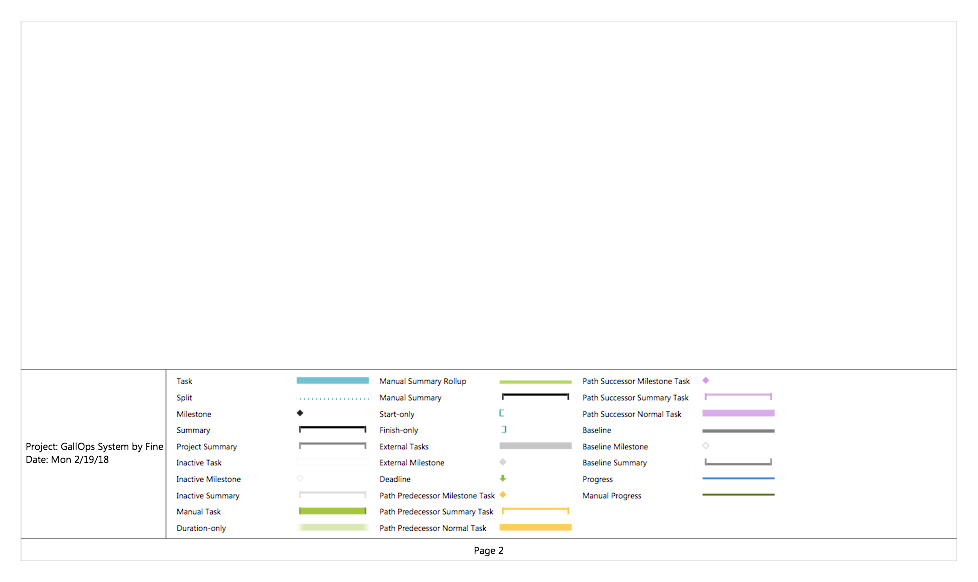 Project: GallOps System by Fine
Date: Mon 2/19/18
Task
Split
Milestone
Summary
Project Summary
Inactive Task
Inactive Milestone
Inactive Summary
Manual Task
Duration-only
Manual Summary Rollup
Manual Summary
Start-only
Finish-only
External Tasks
External Milestone
Deadline
Path Predecessor Milestone Task
Path Predecessor Summary Task
Path Predecessor Normal Task
Path Successor Milestone Task
Path Successor Summary Task
Path Successor Normal Task
Baseline
Baseline Milestone
Baseline Summary
Progress
Manual Progress
Page 2